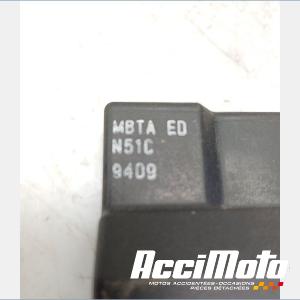 MBTA ED
N51C
9409
AcciMoto
MOTOS ACCIDENTÉES-OCCASIONS
PIÈCES DÉTACHÉES